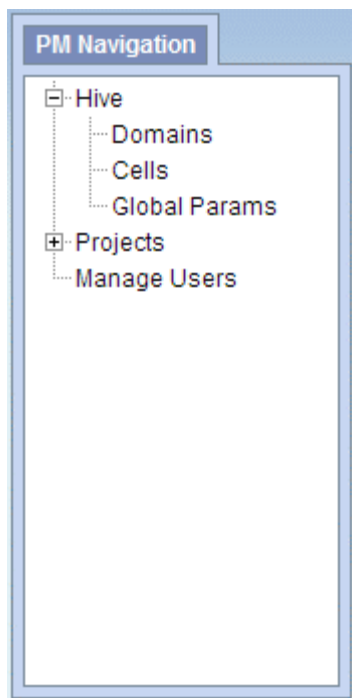 PM Navigation
Hive
Domains
Cells
Global Params
Projects
Manage Users